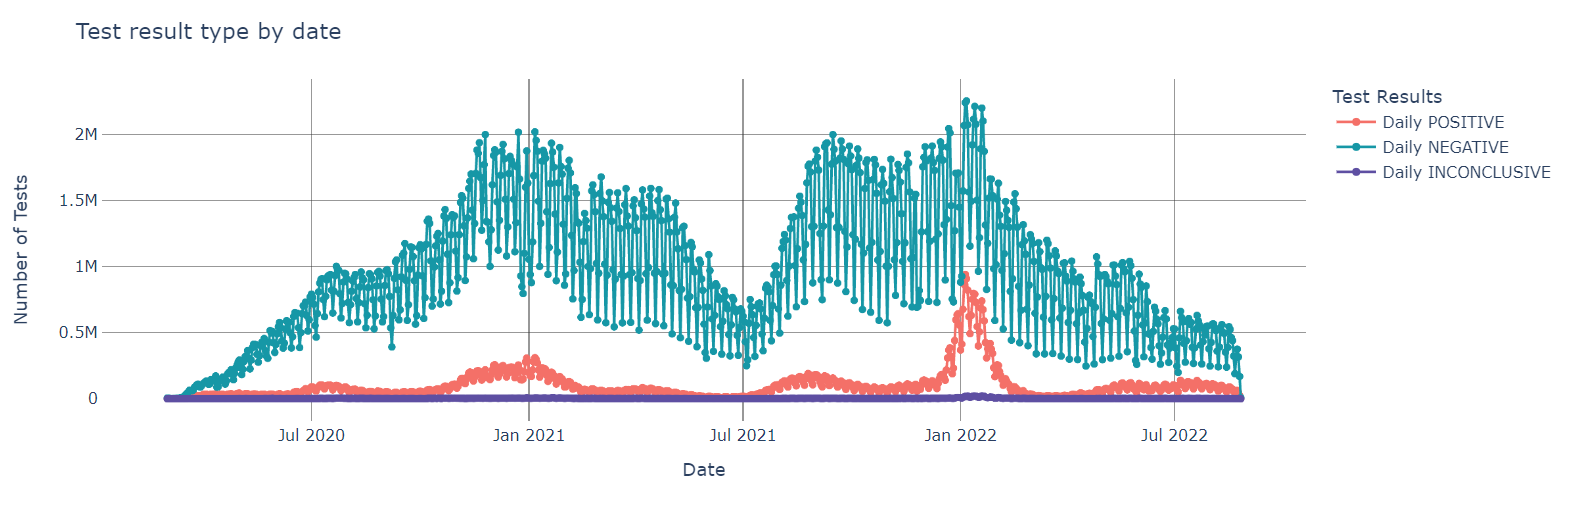 Test result type by date
Test Results
Daily POSITIVE
Daily NEGATIVE
Daily INCONCLUSIVE
Number of Tests
2M
1.5M
1M
0.5M
0
Jul 2020
Jan 2021
Jul 2021
Jan 2022
Jul 2022
Date